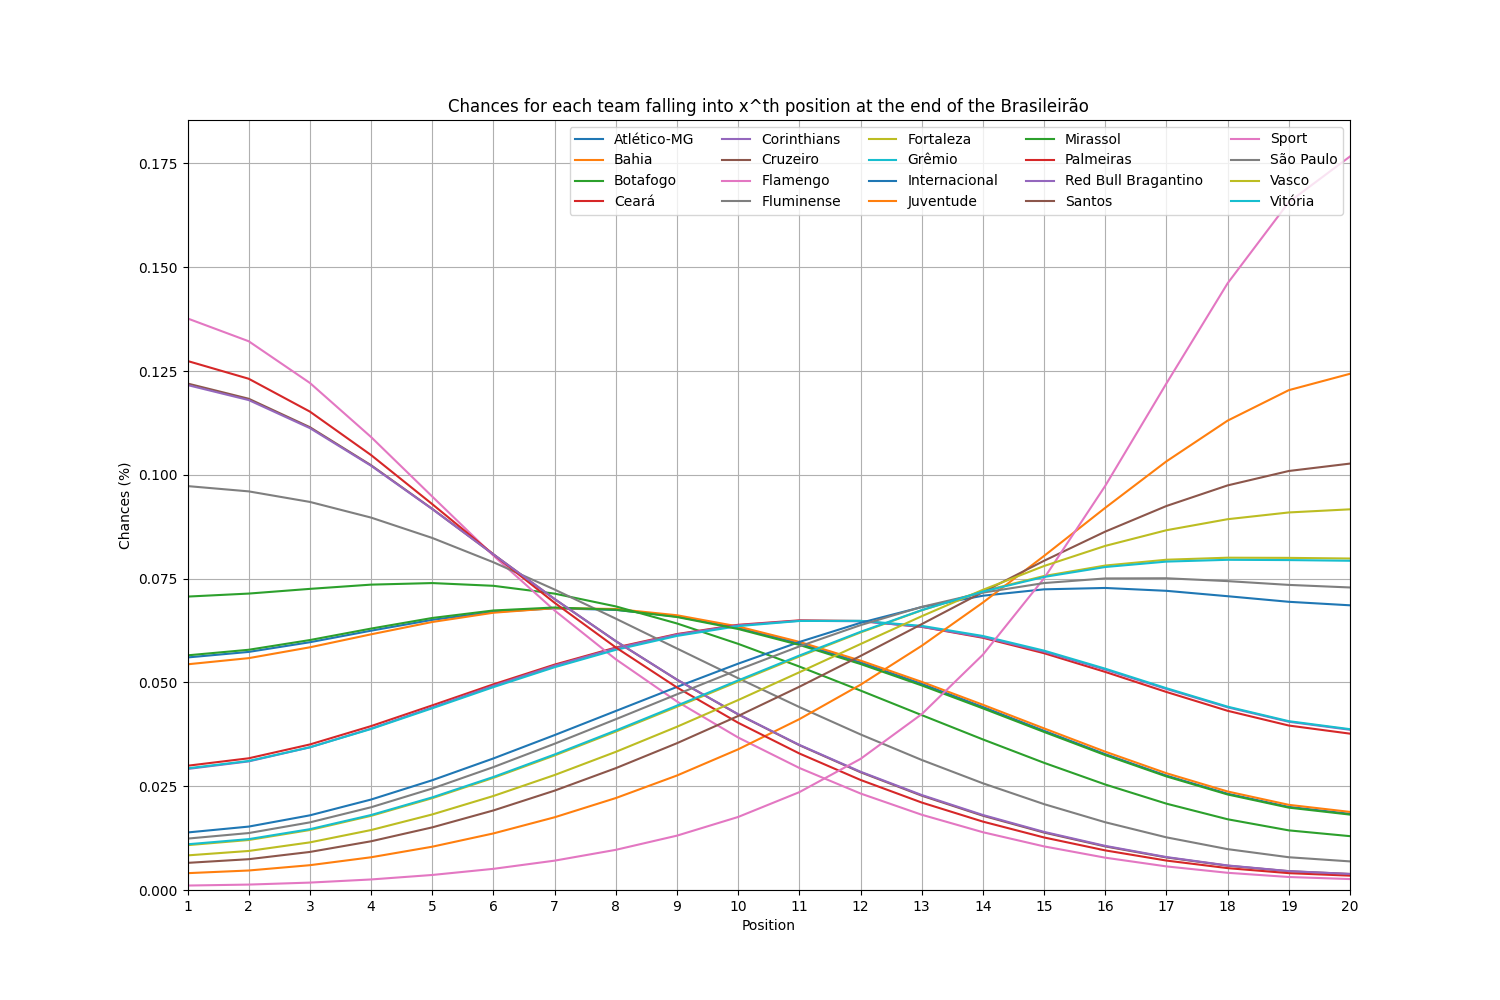 Chances for each team falling into x^th position at the end of the Brasileirão
Atlético-MG Corinthians Fortaleza Mirassol Sport
Bahia Cruzeiro Grêmio Palmeiras São Paulo
Botafogo Flamengo Internacional Red Bull Bragantino Vasco
Ceará Fluminense Juventude Santos Vitória
0.175
0.150
0.125
0.100
0.075
0.050
0.025
0.000
Chances (%)
1 2 3 4 5 6 7 8 9 10 11 12 13 14 15 16 17 18 19 20
Position